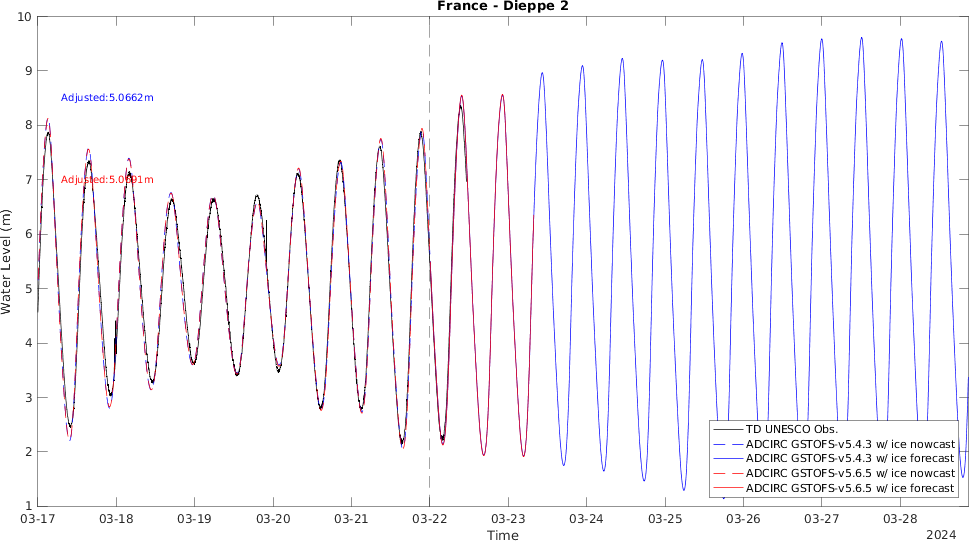 France - Dieppe 2
10
9
8
7
6
5
4
3
2
1
Water Level (m)
Adjusted:5.0662m
TD UNESCO Obs.
ADCIRC GSTOFS-v5.4.3 w/ ice nowcast
ADCIRC GSTOFS-v5.4.3 w/ ice forecast
ADCIRC GSTOFS-v5.6.5 w/ ice nowcast
ADCIRC GSTOFS-v5.6.5 w/ ice forecast
03-17 03-18 03-19 03-20 03-21 03-22 03-23 03-24 03-25 03-26 03-27 03-28
Time
2024